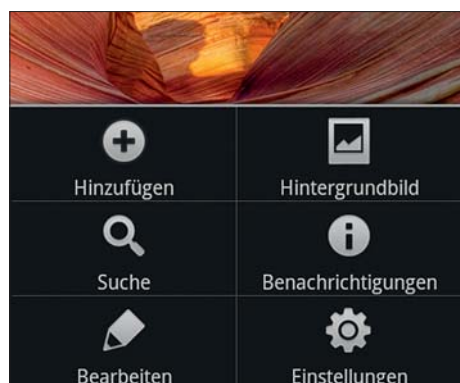 Hinzufügen
Hintergrundbild
Suche
Benachrichtigungen
Bearbeiten
Einstellungen